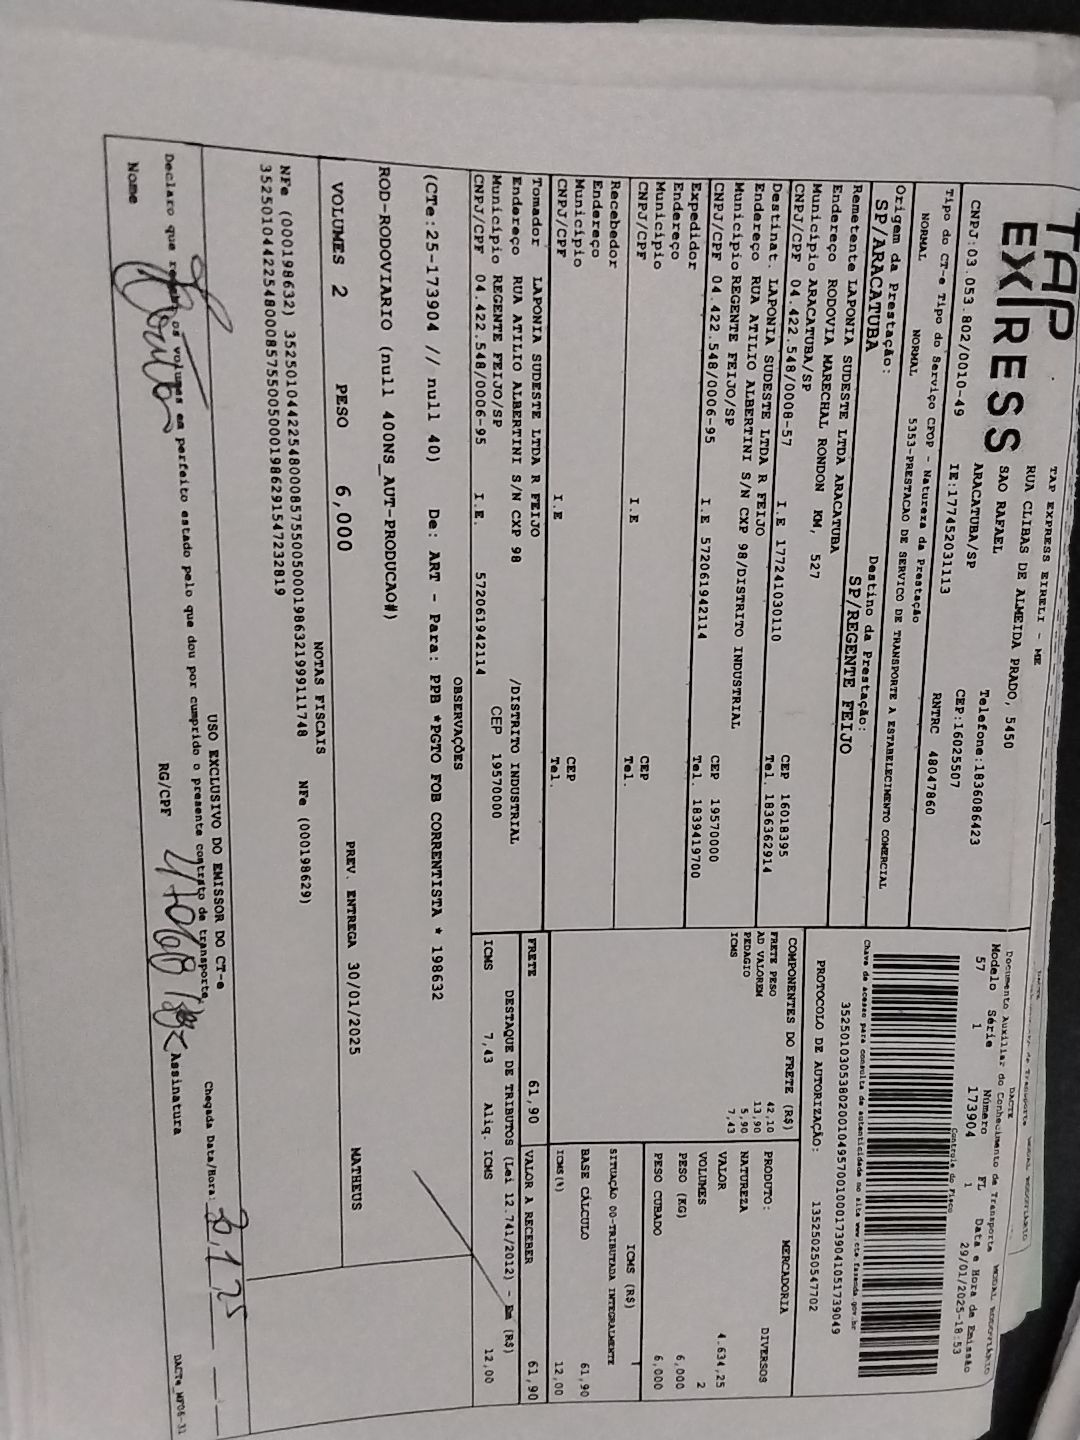 TAP
EXPRESS
TAP EXPRESS EIRELI - ME
RUA CLIBAS DE ALMEIDA PRADO, 5450
SAO RAFAEL
Telefone:1836086423
ARACATUBA/SP
CEP:16025507
CNPJ:03.053.802/0010-49
IE:177452031113
RNTRC 48047860
Tipo do CT-e Tipo do Serviço CFOP - Natureza da Prestação
NORMAL NORMAL 5353-PRESTACAO DE SERVICO DE TRANSPORTE A ESTABELECIMENTO COMERCIAL
Origem da Prestação:
SP/ARACATUBA
Destino da Prestação:
SP/REGENTE FEIJO
DACTE
Documento Auxiliar do Conhecimento de Transporte
MODAL RODOVIÁRIO
Modelo Série Número FL Data e Hora de Emissão
57 1 173904 1 29/01/2025-18:53
Controle do Fisco
Chave de acesso para consulta de autenticidade no site www.cte.fazenda.gov.br
35250103053802001049570010001739041051739049
PROTOCOLO DE AUTORIZAÇÃO: 135250250547702
Remetente LAPONIA SUDESTE LTDA ARACATUBA
Endereço RODOVIA MARECHAL RONDON KM, 527
Município ARACATUBA/SP CEP 16018395
CNPJ/CPF 04.422.548/0008-57 I.E 177241030110 Tel. 1836362914
Destinat. LAPONIA SUDESTE LTDA R FEIJO
Endereço RUA ATILIO ALBERTINI S/N CXP 98/DISTRITO INDUSTRIAL
Município REGENTE FEIJO/SP CEP 19570000
CNPJ/CPF 04.422.548/0006-95 I.E 572061942114 Tel. 1839419700
Expedidor
Endereço
Município CEP
CNPJ/CPF I.E Tel.
Recebedor
Endereço
Município CEP
CNPJ/CPF I.E Tel.
Tomador LAPONIA SUDESTE LTDA R FEIJO
Endereço RUA ATILIO ALBERTINI S/N CXP 98 /DISTRITO INDUSTRIAL
Município REGENTE FEIJO/SP CEP 19570000
CNPJ/CPF 04.422.548/0006-95 I.E. 572061942114
COMPONENTES DO FRETE (R$)
FRETE PESO 42,10
AD VALOREM 13,90
PEDAGIO 5,90
ICMS 7,43
MERCADORIA
PRODUTO: DIVERSOS
NATUREZA
VALOR 4.634,25
VOLUMES 2
PESO (KG) 6,000
PESO CUBADO 6,000
ICMS (R$)
SITUAÇÃO 00-TRIBUTADA INTEGRALMENTE
BASE CÁLCULO 61,90
ICMS(%) 12,00
FRETE 61,90 VALOR A RECEBER 61,90
DESTAQUE DE TRIBUTOS (Lei 12.741/2012) - Em (R$)
ICMS 7,43 Aliq. ICMS 12,00
OBSERVAÇÕES
(CTe:25-173904 // null 40) De: ART - Para: PPB *PGTO FOB CORRENTISTA * 198632
ROD-RODOVIARIO (null 400NS_AUT-PRODUCAO#)
VOLUMES 2 PESO 6,000 PREV. ENTREGA 30/01/2025 MATHEUS
NOTAS FISCAIS
NFe (000198632) 35250104422548000857550050001986321999111748 NFe (000198629)
35250104422548000857550050001986291547232819
USO EXCLUSIVO DO EMISSOR DO CT-e
Declaro que os volumes em perfeito estado pelo que dou por cumprido o presente contrato de transporte.
Chegada Data/Hora:
Nome RG/CPF Assinatura